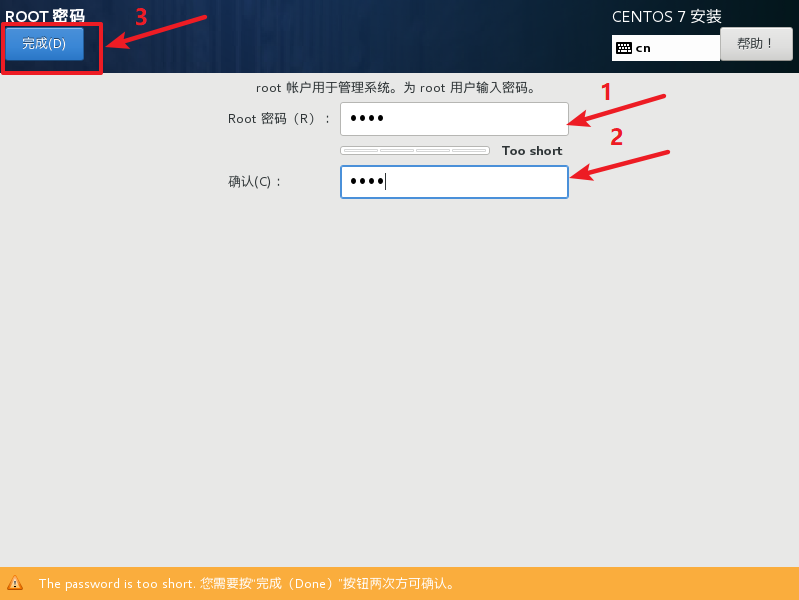 ROOT 密码
3
CENTOS 7 安装
完成(D)
cn
帮助！
root 帐户用于管理系统。为 root 用户输入密码。
1
Root 密码（R）：
••••
2
Too short
确认(C)：
••••
The password is too short. 您需要按“完成（Done）”按钮两次方可确认。